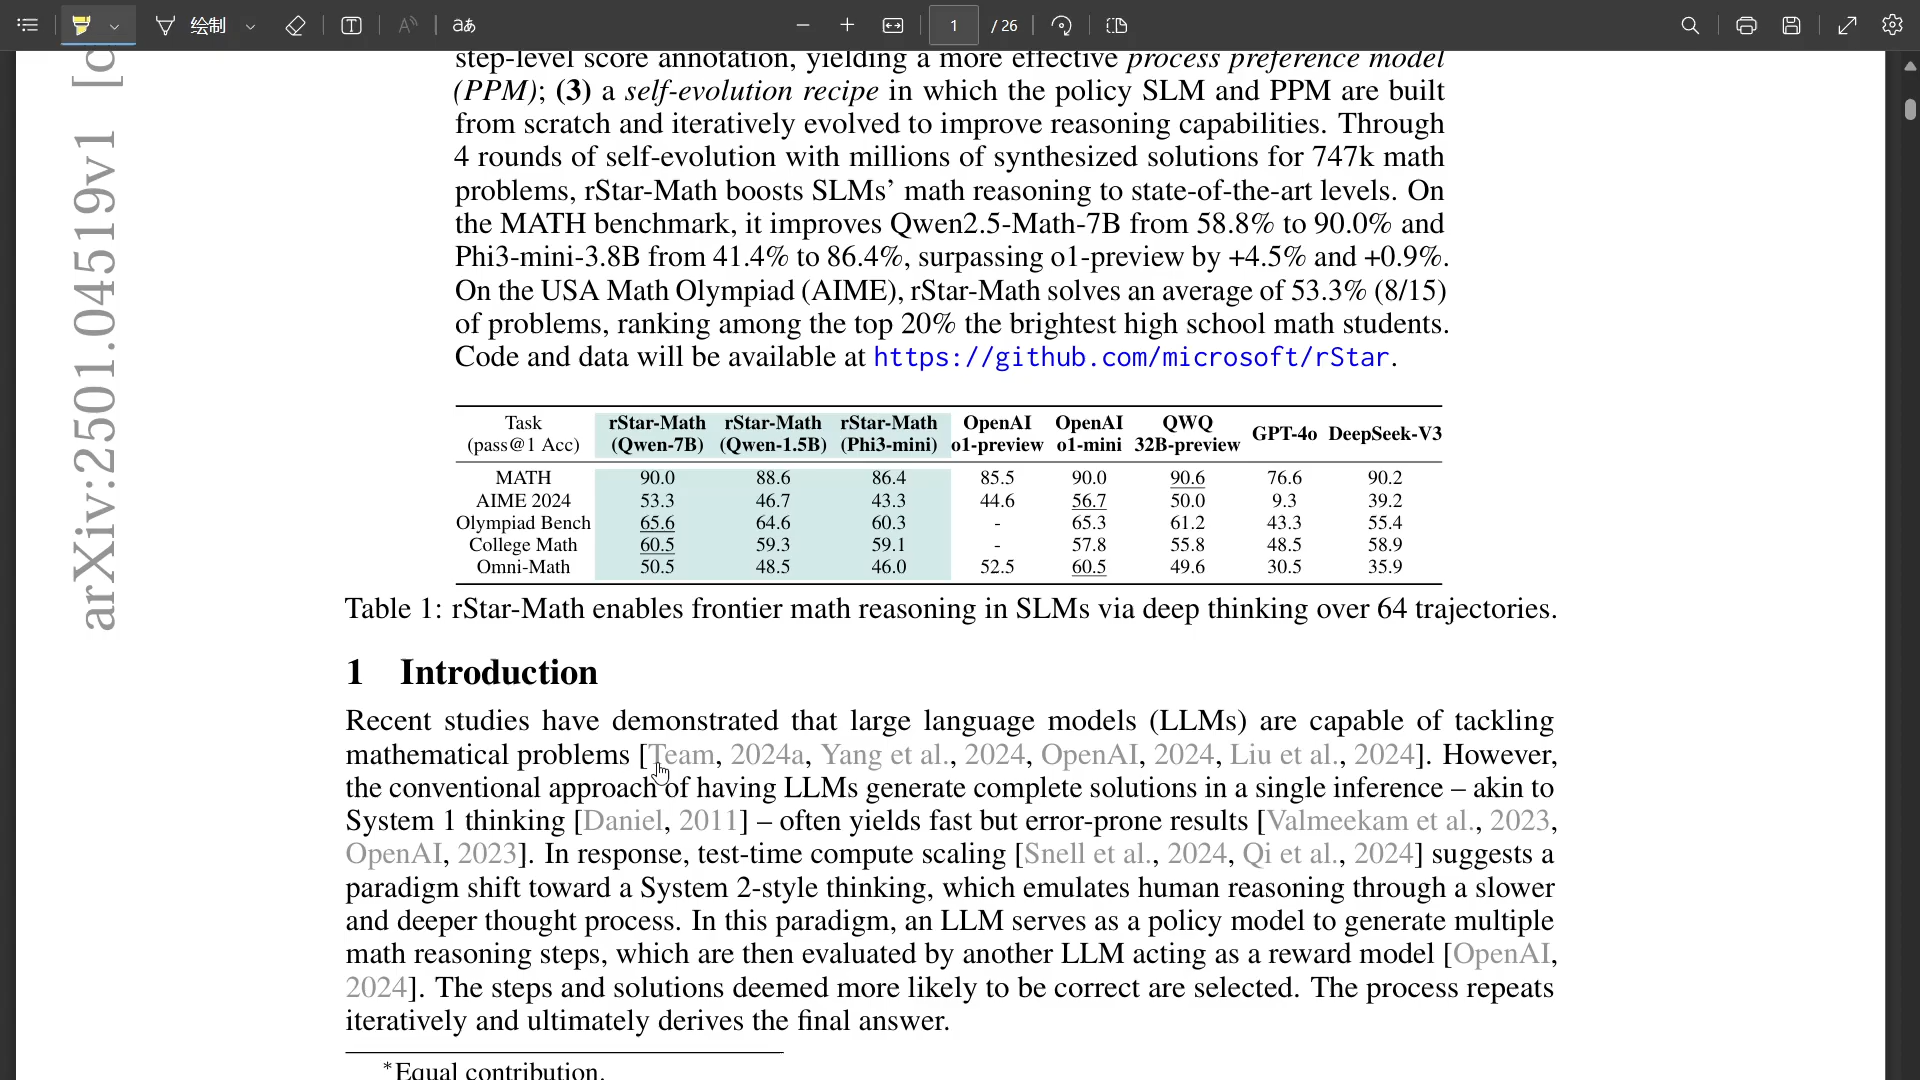 绘制
aあ
1
/ 26
arXiv:2501.04519v1
step-level score annotation, yielding a more effective process preference model
(PPM); (3) a self-evolution recipe in which the policy SLM and PPM are built
from scratch and iteratively evolved to improve reasoning capabilities. Through
4 rounds of self-evolution with millions of synthesized solutions for 747k math
problems, rStar-Math boosts SLMs’ math reasoning to state-of-the-art levels. On
the MATH benchmark, it improves Qwen2.5-Math-7B from 58.8% to 90.0% and
Phi3-mini-3.8B from 41.4% to 86.4%, surpassing o1-preview by +4.5% and +0.9%.
On the USA Math Olympiad (AIME), rStar-Math solves an average of 53.3% (8/15)
of problems, ranking among the top 20% the brightest high school math students.
Code and data will be available at https://github.com/microsoft/rStar.
Task (pass@1 Acc) rStar-Math (Qwen-7B) rStar-Math (Qwen-1.5B) rStar-Math (Phi3-mini) OpenAI o1-preview OpenAI o1-mini QWQ 32B-preview GPT-4o DeepSeek-V3
MATH 90.0 88.6 86.4 85.5 90.0 90.6 76.6 90.2
AIME 2024 53.3 46.7 43.3 44.6 56.7 50.0 9.3 39.2
Olympiad Bench 65.6 64.6 60.3 - 65.3 61.2 43.3 55.4
College Math 60.5 59.3 59.1 - 57.8 55.8 48.5 58.9
Omni-Math 50.5 48.5 46.0 52.5 60.5 49.6 30.5 35.9
Table 1: rStar-Math enables frontier math reasoning in SLMs via deep thinking over 64 trajectories.
1 Introduction
Recent studies have demonstrated that large language models (LLMs) are capable of tackling
mathematical problems [Team, 2024a, Yang et al., 2024, OpenAI, 2024, Liu et al., 2024]. However,
the conventional approach of having LLMs generate complete solutions in a single inference – akin to
System 1 thinking [Daniel, 2011] – often yields fast but error-prone results [Valmeekam et al., 2023,
OpenAI, 2023]. In response, test-time compute scaling [Snell et al., 2024, Qi et al., 2024] suggests a
paradigm shift toward a System 2-style thinking, which emulates human reasoning through a slower
and deeper thought process. In this paradigm, an LLM serves as a policy model to generate multiple
math reasoning steps, which are then evaluated by another LLM acting as a reward model [OpenAI,
2024]. The steps and solutions deemed more likely to be correct are selected. The process repeats
iteratively and ultimately derives the final answer.
*Equal contribution.